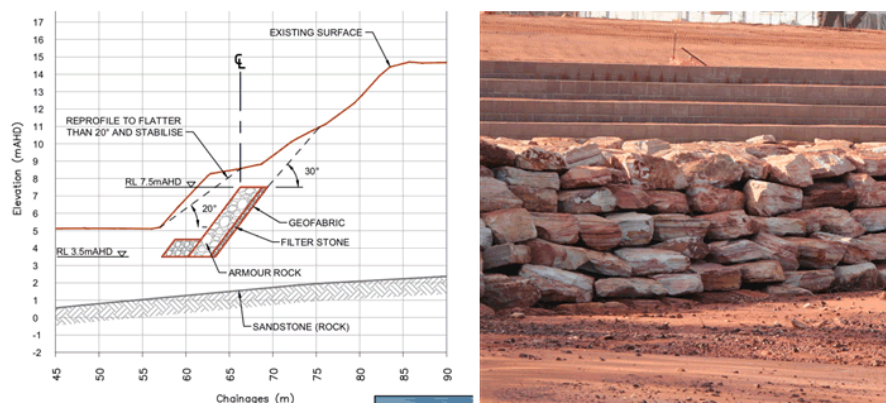 17
16
15
14
13
12
11
10
9
8
7
6
5
4
3
2
1
0
-1
-2
Elevation (mAHD)
EXISTING SURFACE
℄
REPROFILE TO FLATTER
THAN 20° AND STABILISE
RL 7.5mAHD
30°
20°
GEOFABRIC
FILTER STONE
RL 3.5mAHD
ARMOUR ROCK
SANDSTONE (ROCK)
45 50 55 60 65 70 75 80 85 90
Chainages (m)